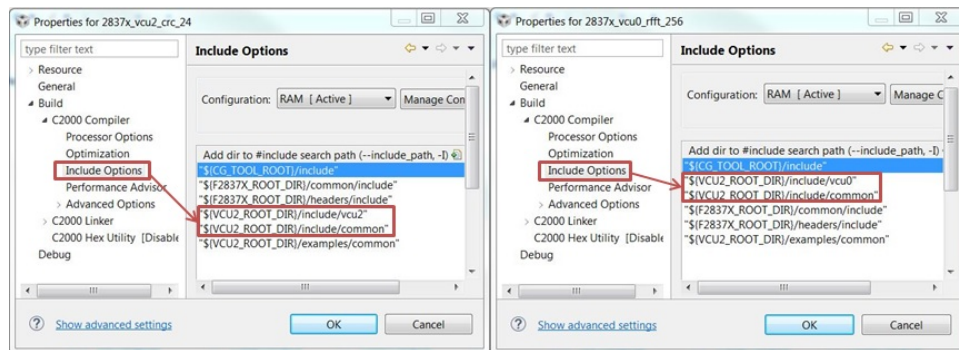 Properties for 2837x_vcu2_crc_24
type filter text
Resource
General
Build
C2000 Compiler
Processor Options
Optimization
Include Options
Performance Advisor
Advanced Options
C2000 Linker
C2000 Hex Utility [Disable
Debug
Include Options
Configuration: RAM [ Active ] Manage Con
Add dir to #include search path (--include_path, -I)
"${CG_TOOL_ROOT}/include"
"${F2837X_ROOT_DIR}/common/include"
"${F2837X_ROOT_DIR}/headers/include"
"${VCU2_ROOT_DIR}/include/vcu2"
"${VCU2_ROOT_DIR}/include/common"
"${VCU2_ROOT_DIR}/examples/common"
Show advanced settings
OK Cancel
Properties for 2837x_vcu0_rfft_256
type filter text
Resource
General
Build
C2000 Compiler
Processor Options
Optimization
Include Options
Performance Advisor
Advanced Options
C2000 Linker
C2000 Hex Utility [Disable
Debug
Include Options
Configuration: RAM [ Active ] Manage C
Add dir to #include search path (--include_path, -I)
"${CG_TOOL_ROOT}/include"
"${VCU2_ROOT_DIR}/include/vcu0"
"${VCU2_ROOT_DIR}/include/common"
"${F2837X_ROOT_DIR}/common/include"
"${F2837X_ROOT_DIR}/headers/include"
"${VCU2_ROOT_DIR}/examples/common"
Show advanced settings
OK Cancel